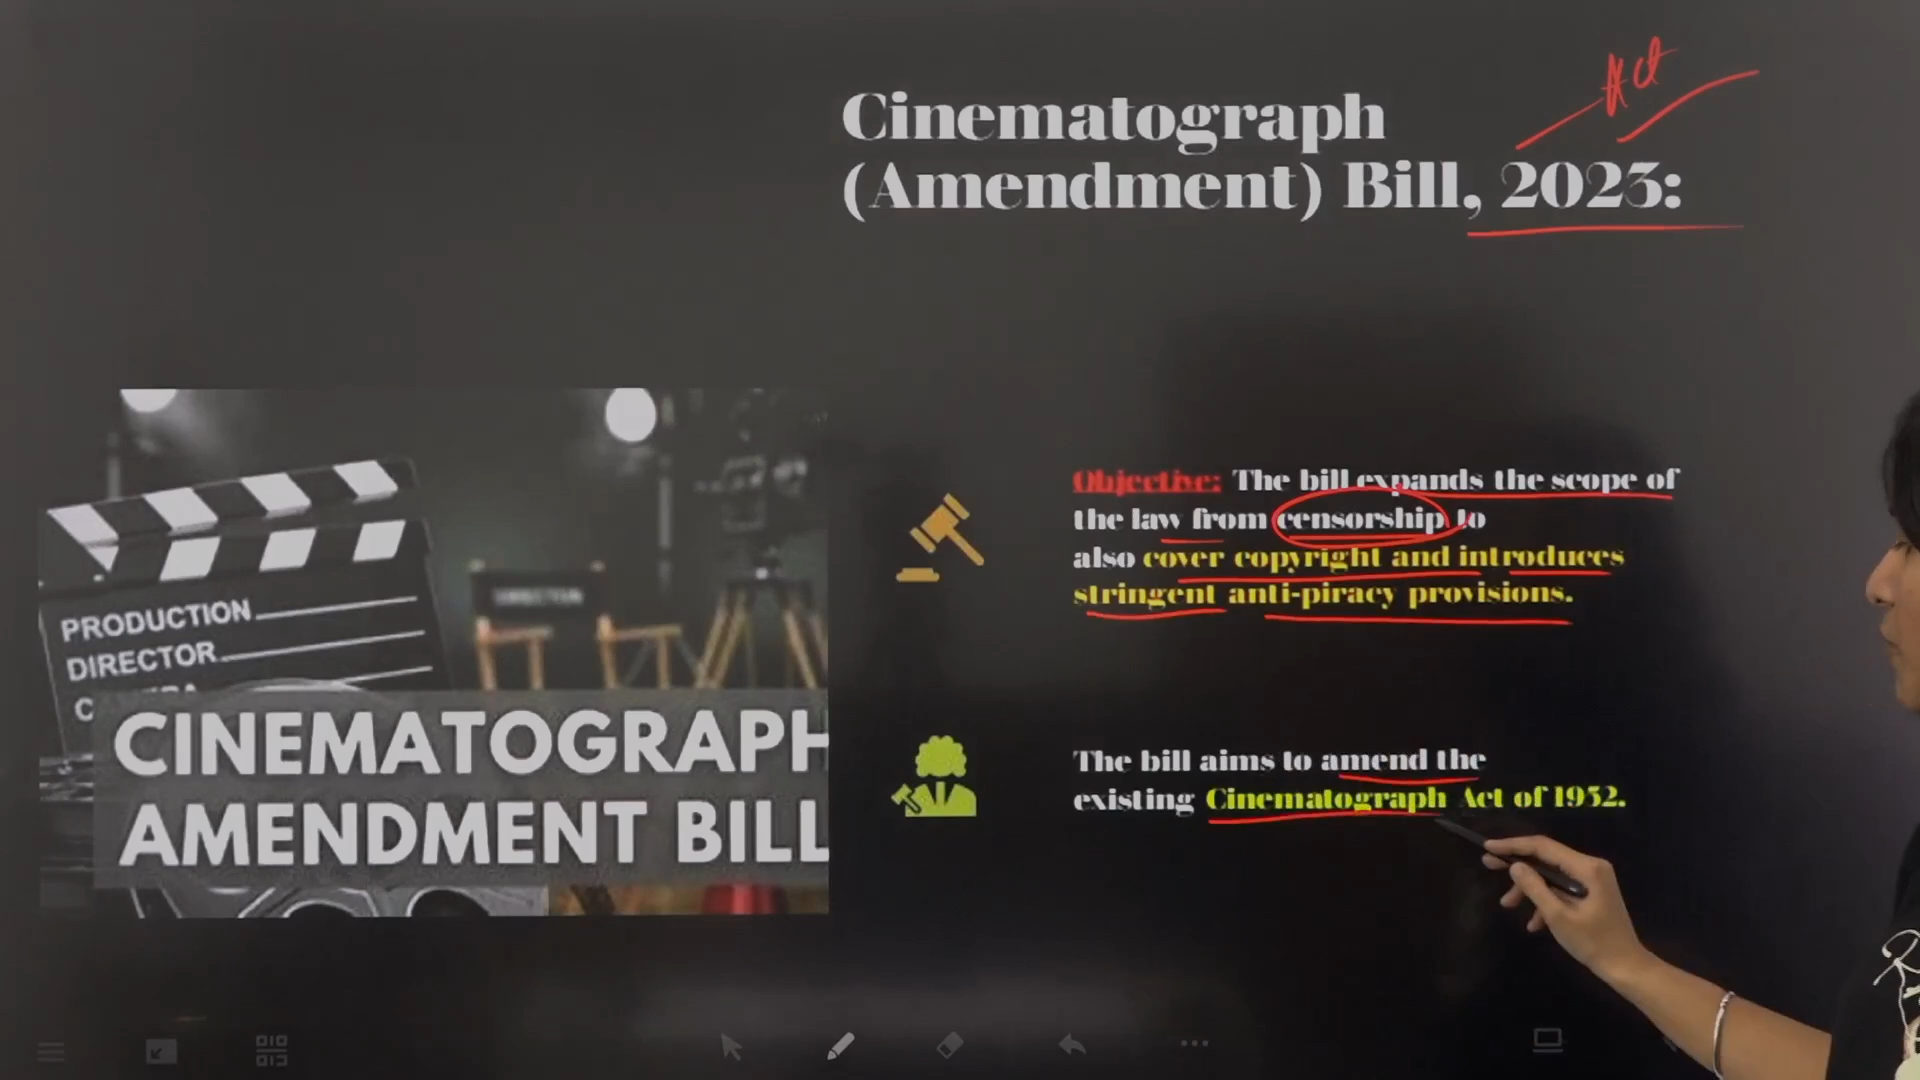 Act
Cinematograph
(Amendment) Bill, 2023:
PRODUCTION
DIRECTOR
DIRECTOR
CINEMATOGRAPH
AMENDMENT BILL
Objective: The bill expands the scope of
the law from censorship to
also cover copyright and introduces
stringent anti-piracy provisions.
The bill aims to amend the
existing Cinematograph Act of 1952.